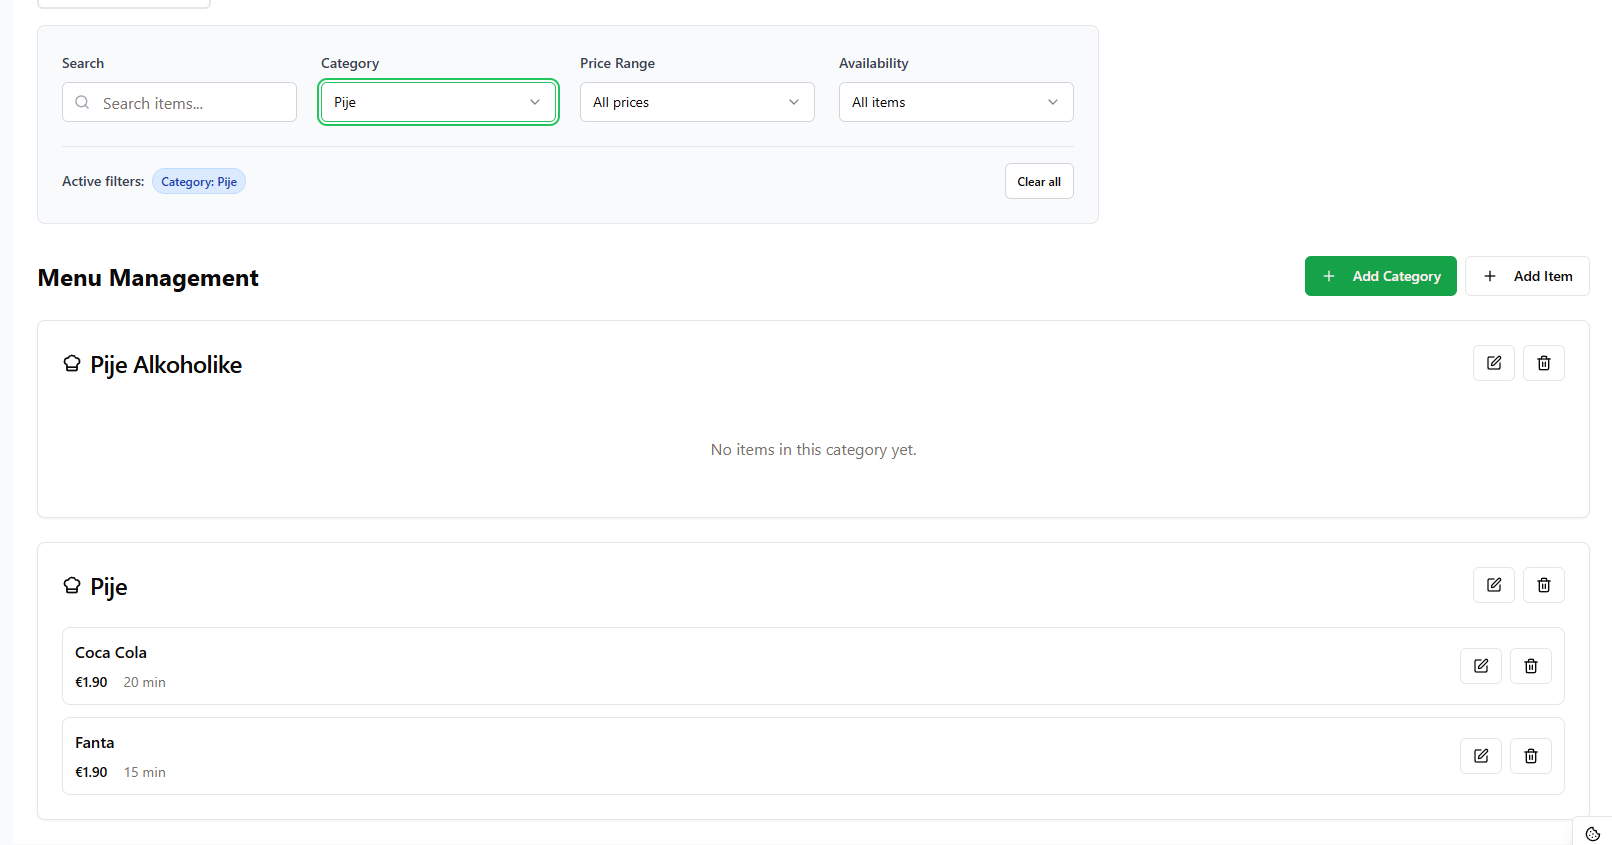 Search
Category
Price Range
Availability
Search items...
Pije
All prices
All items
Active filters:
Category: Pije
Clear all
Menu Management
Add Category
Add Item
Pije Alkoholike
No items in this category yet.
Pije
Coca Cola
€1.90 20 min
Fanta
€1.90 15 min